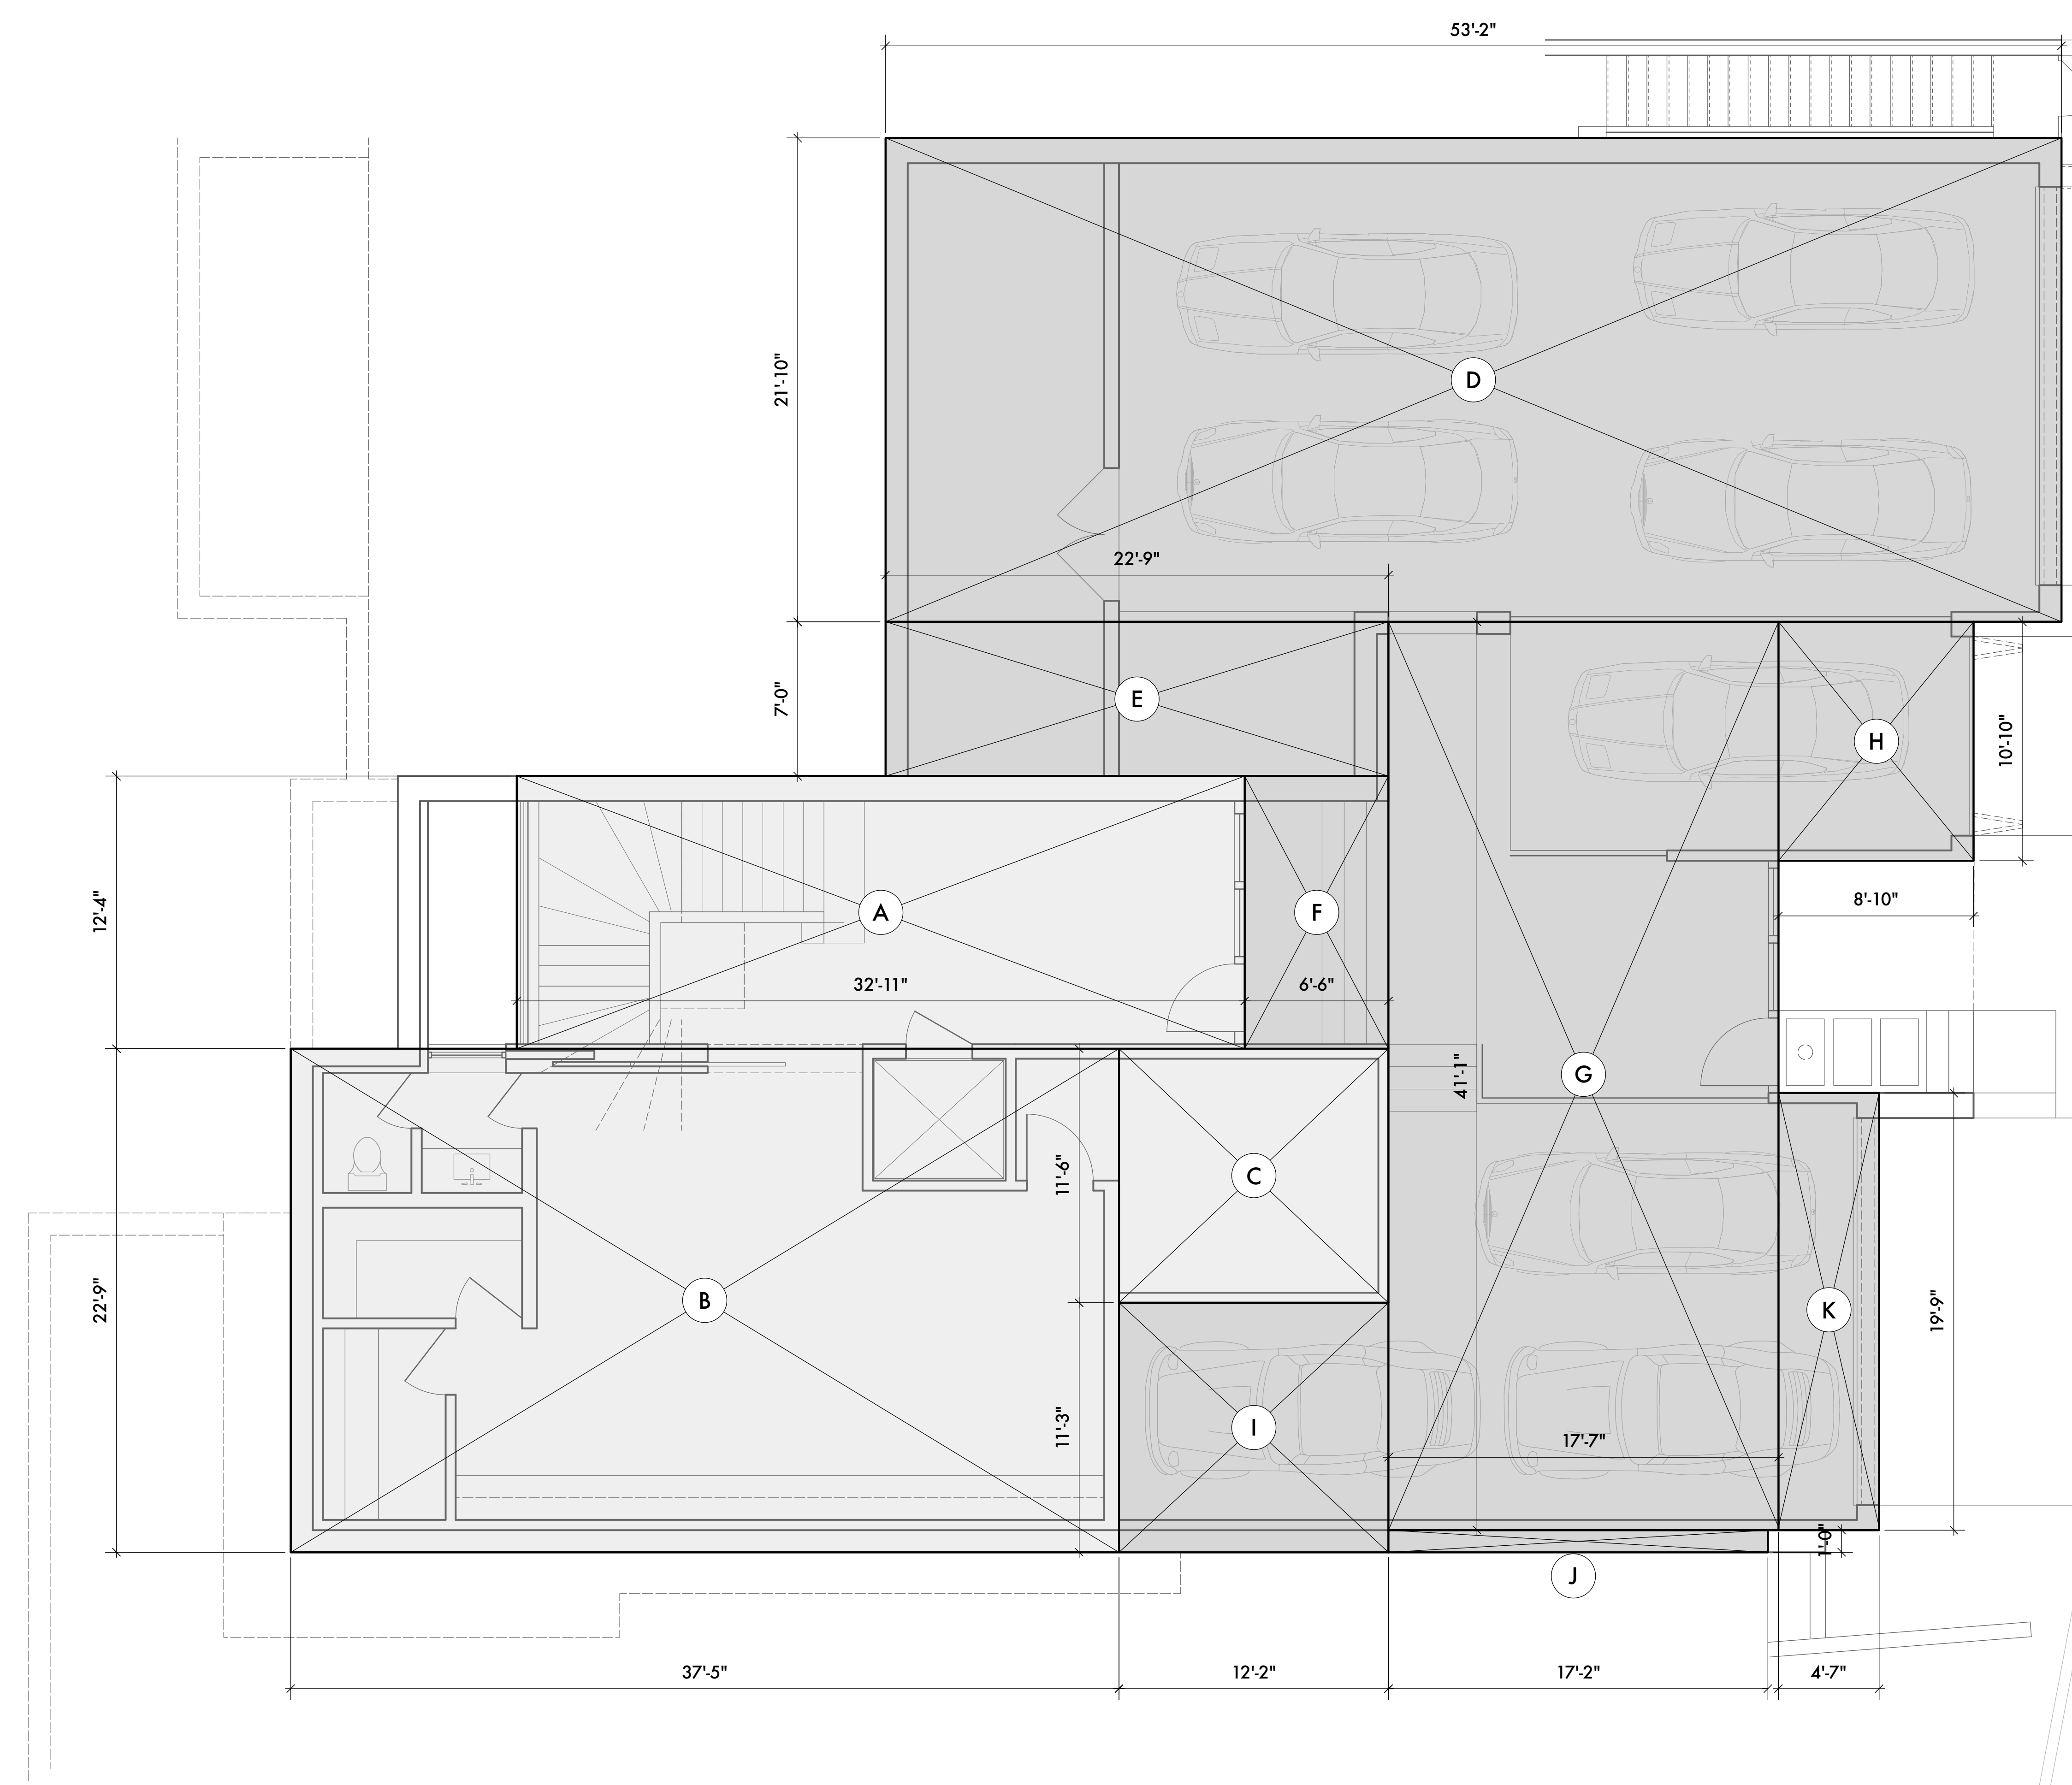 53'-2"
D
21'-10"
22'-9"
E
7'-0"
H
10'-10"
8'-10"
A
F
12'-4"
32'-11"
6'-6"
41'-1"
G
C
11'-6"
B
22'-9"
K
19'-9"
I
11'-3"
17'-7"
1'-0"
J
37'-5"
12'-2"
17'-2"
4'-7"